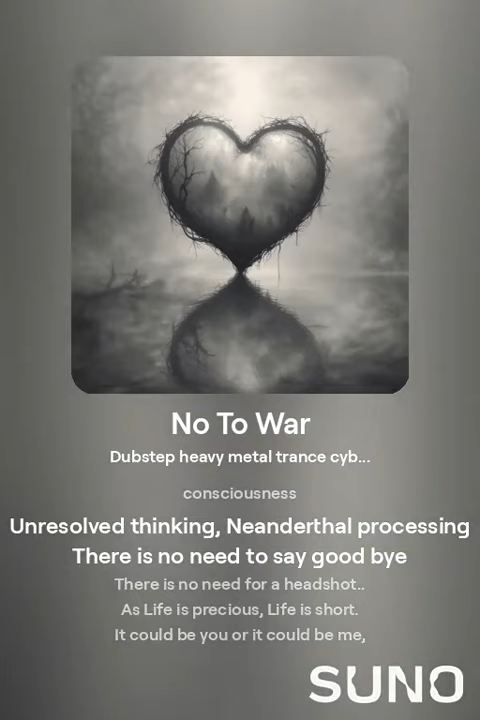 No To War
Dubstep heavy metal trance cyb...
consciousness
Unresolved thinking, Neanderthal processing
There is no need to say good bye
There is no need for a headshot..
As Life is precious, Life is short.
It could be you or it could be me,
SUNO